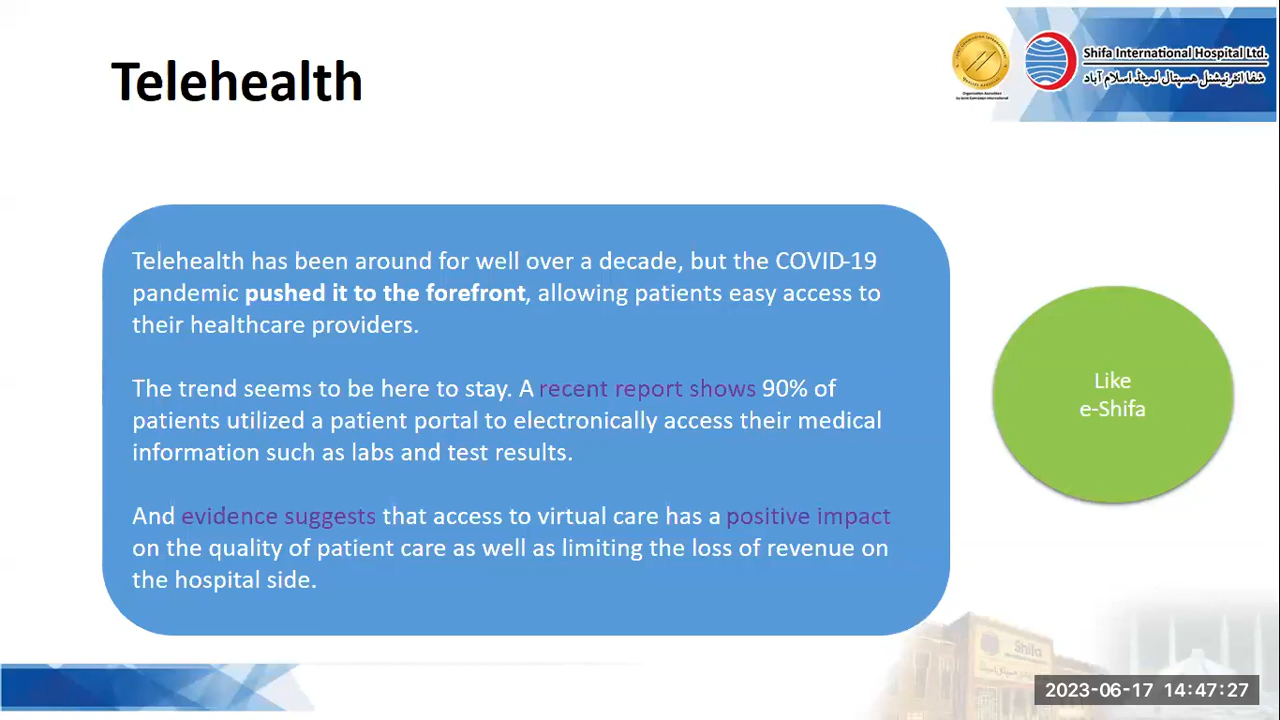 Telehealth
Shifa International Hospital Ltd.
شفا انٹرنیشنل ہسپتال لمیٹڈ اسلام آباد
Telehealth has been around for well over a decade, but the COVID-19
pandemic pushed it to the forefront, allowing patients easy access to
their healthcare providers.
The trend seems to be here to stay. A recent report shows 90% of
patients utilized a patient portal to electronically access their medical
information such as labs and test results.
And evidence suggests that access to virtual care has a positive impact
on the quality of patient care as well as limiting the loss of revenue on
the hospital side.
Like
e-Shifa
Shifa
2023-06-17 14:47:27